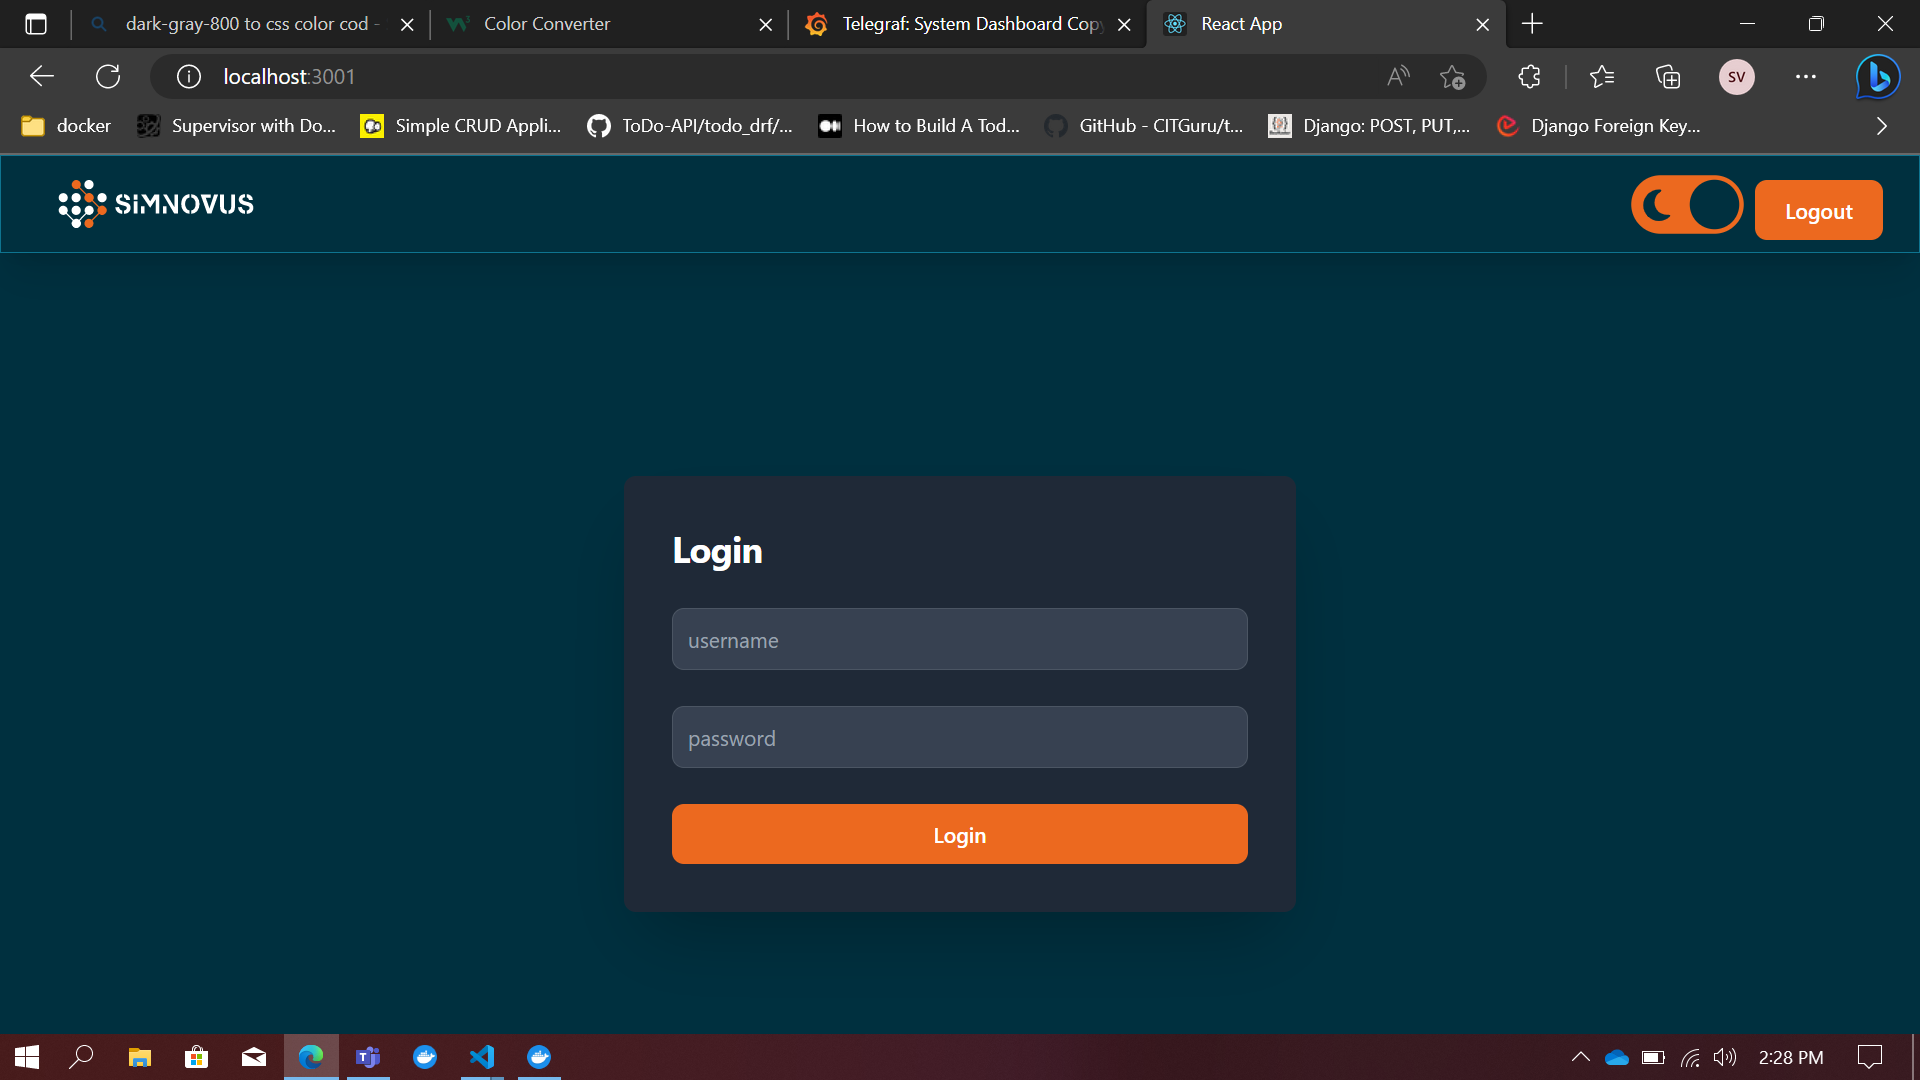 dark-gray-800 to css color cod -
Color Converter
Telegraf: System Dashboard Copy
React App
localhost:3001
SV
docker
Supervisor with Do...
Simple CRUD Appli...
ToDo-API/todo_drf/...
How to Build A Tod...
GitHub - CITGuru/t...
Django: POST, PUT,...
Django Foreign Key...
SiMNOVUS
Logout
Login
username
password
Login
2:28 PM